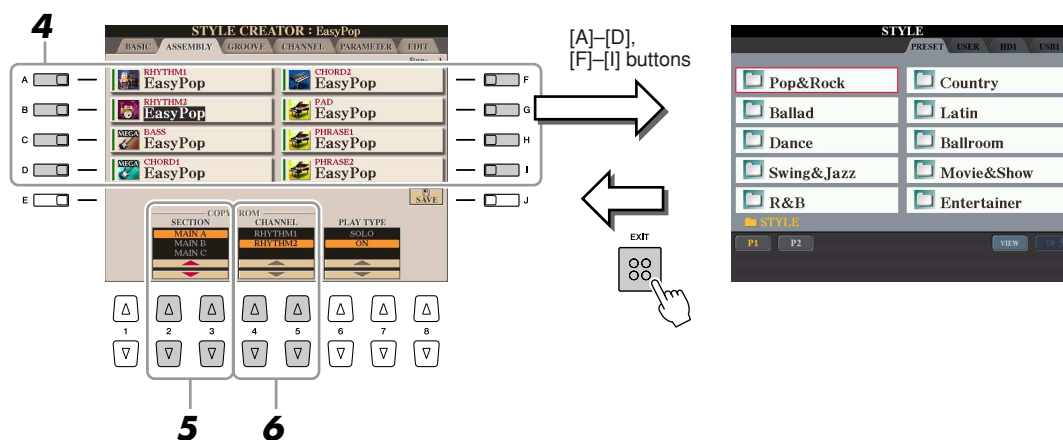 4
STYLE CREATOR : EasyPop
BASIC ASSEMBLY GROOVE CHANNEL PARAMETER EDIT
A
RHYTHM1
EasyPop
CHORD2
EasyPop
F
B
RHYTHM2
EasyPop
PAD
EasyPop
G
C
MEGA
BASS
EasyPop
PHRASE1
EasyPop
H
D
MEGA
CHORD1
EasyPop
PHRASE2
EasyPop
I
E
SAVE
J
COPY FROM
SECTION CHANNEL PLAY TYPE
MAIN A RHYTHM1 SOLO
MAIN B RHYTHM2 ON
MAIN C
1 2 3 4 5 6 7 8
5 6
[A]–[D],
[F]–[I] buttons
EXIT
STYLE
PRESET USER HD1 USB1
Pop&Rock Country
Ballad Latin
Dance Ballroom
Swing&Jazz Movie&Show
R&B Entertainer
STYLE
P1 P2 VIEW